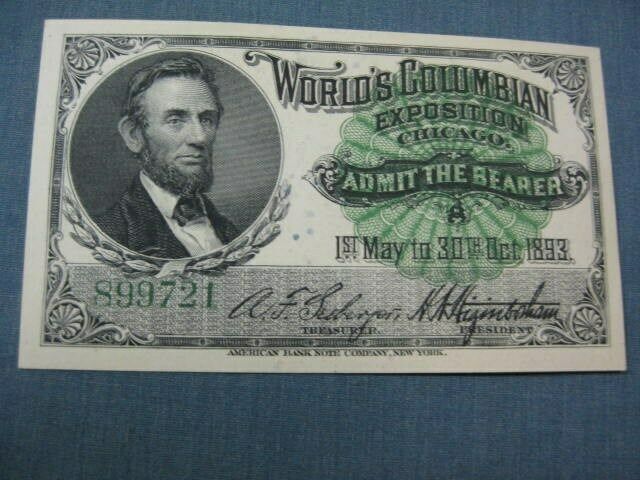 WORLD'S COLUMBIAN
EXPOSITION
CHICAGO.
ADMIT THE BEARER
A
1ST May to 30TH Oct. 1893.
899721
A. F. Seeberger,
H. N. Higinbotham
TREASURER. PRESIDENT
AMERICAN BANK NOTE COMPANY, NEW YORK.